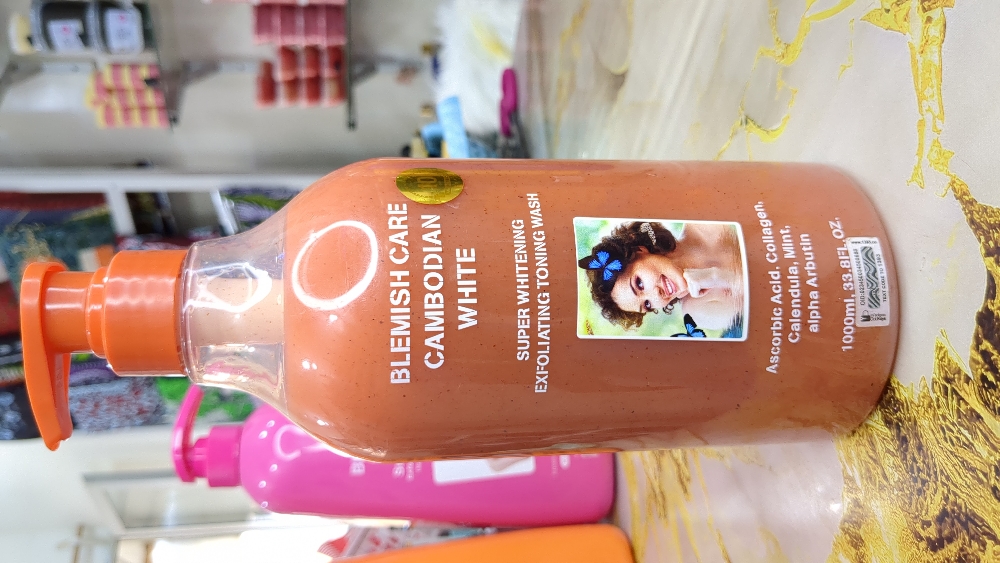 BLEMISH CARE
CAMBODIAN
WHITE
SUPER WHITENING
EXFOLIATING TONING WASH
Ascorbic Acid. Collagen,
Calendula, Mint,
alpha Arbutin
1000ml, 33.8FL OZ.